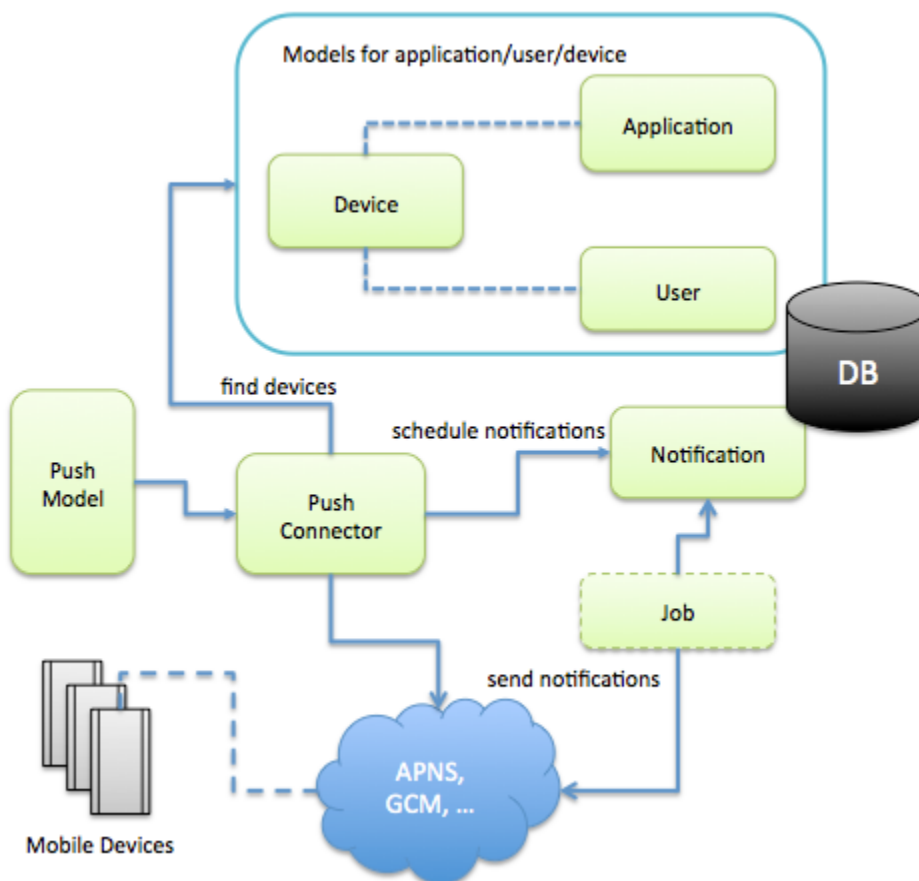 Models for application/user/device
Application
Device
User
DB
find devices
schedule notifications
Notification
Push
Model
Push
Connector
Job
send notifications
APNS,
GCM, ...
Mobile Devices